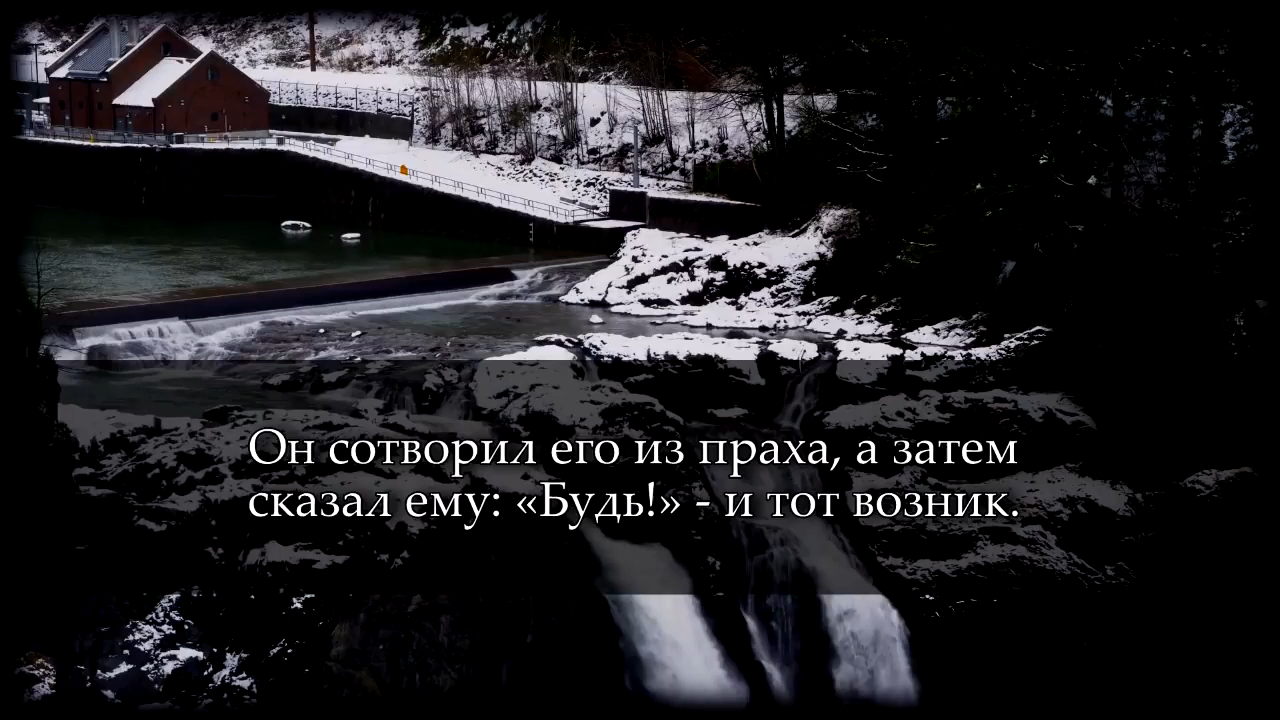 Он сотворил его из праха, а затем
сказал ему: «Будь!» - и тот возник.